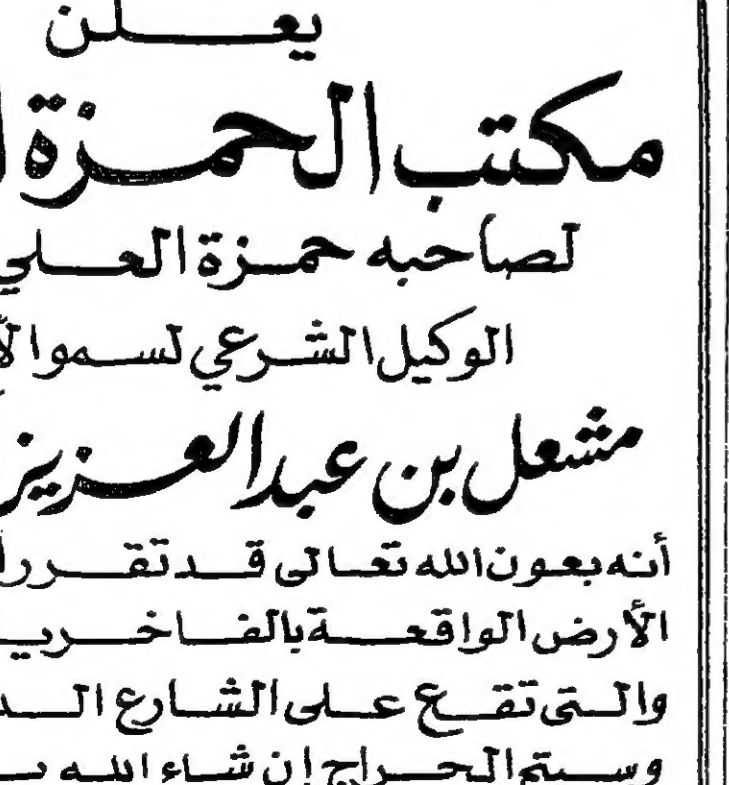 يعلن
مكتب الحمزة
لصاحبه حمزة العلي
الوكيل الشرعي لسمو
مشعل بن عبدالعزيز
أنه بعون الله تعالى قد تقرر
الأرض الواقعة
والتي تقع على الشارع
وسيتم الحراج إن شاء الله